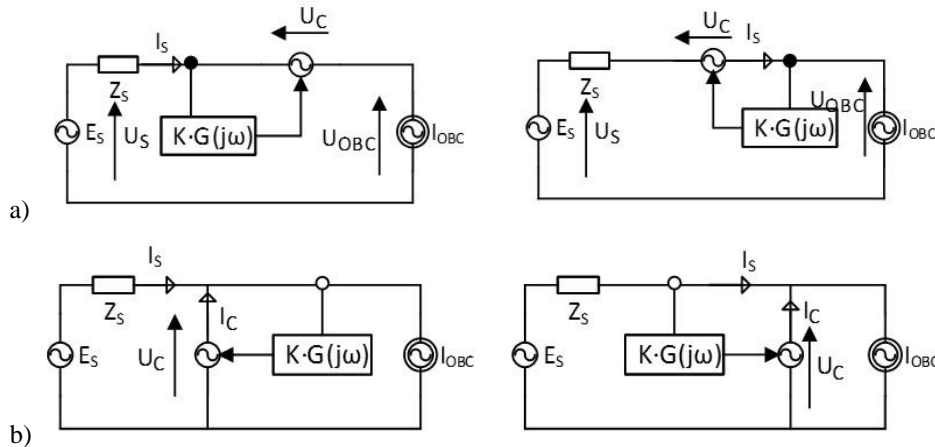 U_C
I_S
Z_S
E_S
U_S
K·G(jω)
U_OBC
I_OBC
U_C
I_S
Z_S
E_S
U_S
K·G(jω)
U_OBC
I_OBC
a)
I_S
Z_S
E_S
U_C
I_C
K·G(jω)
I_OBC
I_S
Z_S
E_S
K·G(jω)
I_C
U_C
I_OBC
b)